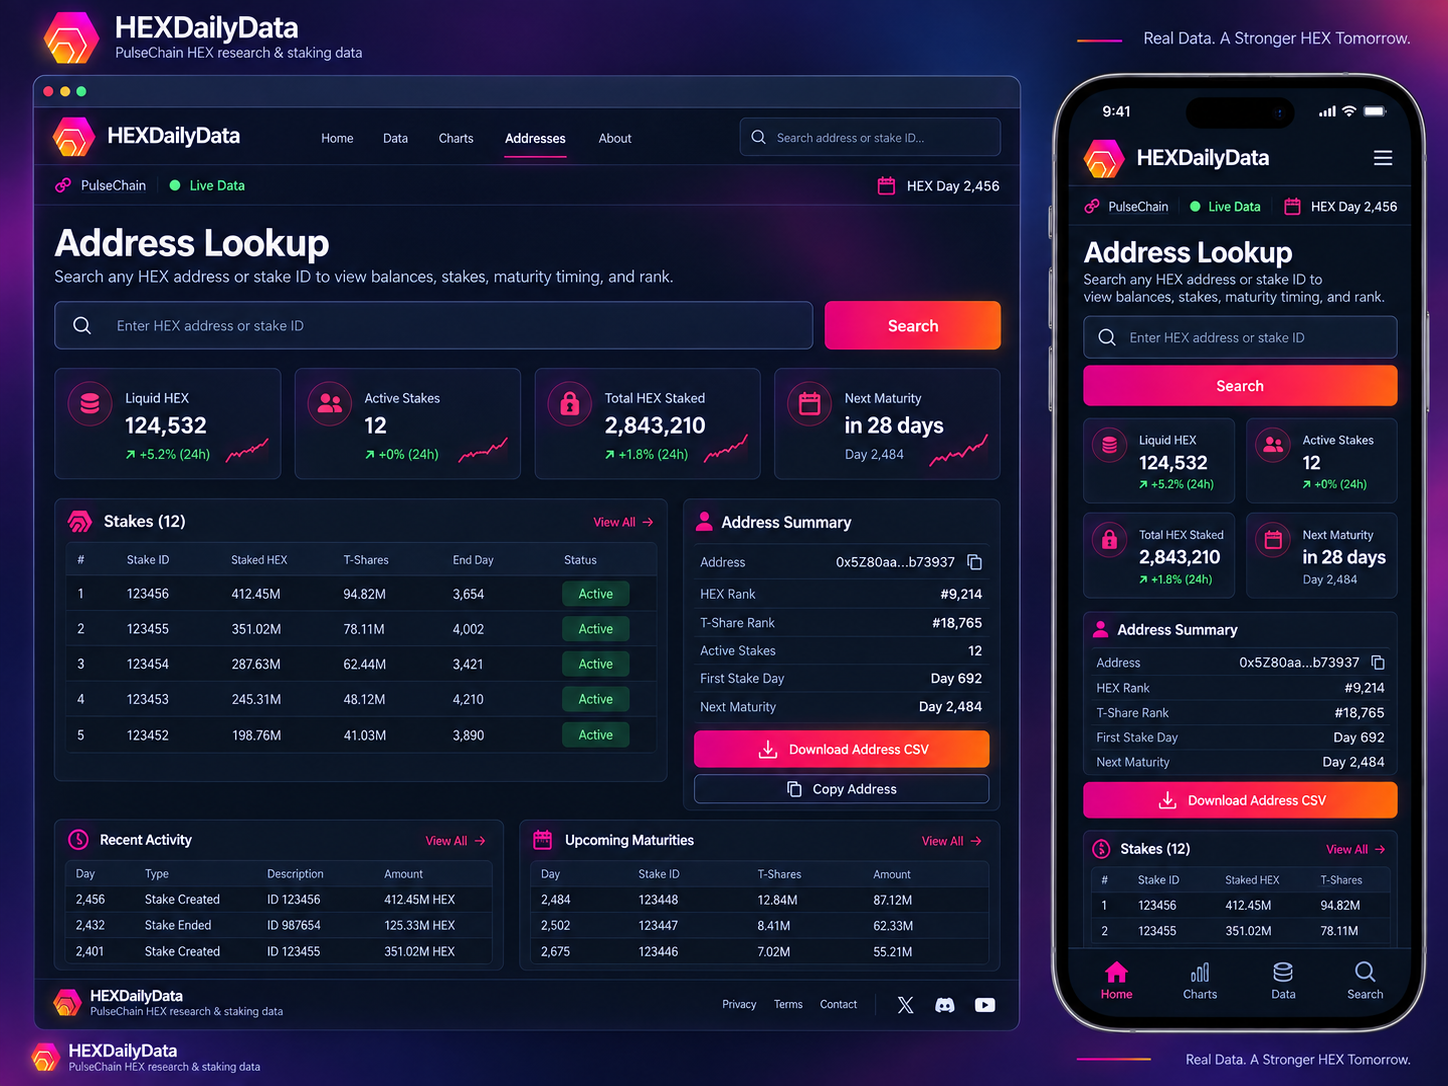 HEXDailyData
PulseChain HEX research & staking data
Real Data. A Stronger HEX Tomorrow.
HEXDailyData
Home Data Charts Addresses About
Search address or stake ID...
PulseChain Live Data HEX Day 2,456
Address Lookup
Search any HEX address or stake ID to view balances, stakes, maturity timing, and rank.
Enter HEX address or stake ID
Search
Liquid HEX
124,532
+5.2% (24h)
Active Stakes
12
+0% (24h)
Total HEX Staked
2,843,210
+1.8% (24h)
Next Maturity
in 28 days
Day 2,484
Stakes (12) View All →
# Stake ID Staked HEX T-Shares End Day Status
1 123456 412.45M 94.82M 3,654 Active
2 123455 351.02M 78.11M 4,002 Active
3 123454 287.63M 62.44M 3,421 Active
4 123453 245.31M 48.12M 4,210 Active
5 123452 198.76M 41.03M 3,890 Active
Address Summary
Address 0x5Z80aa...b73937
HEX Rank #9,214
T-Share Rank #18,765
Active Stakes 12
First Stake Day Day 692
Next Maturity Day 2,484
Download Address CSV
Copy Address
Recent Activity View All →
Day Type Description Amount
2,456 Stake Created ID 123456 412.45M HEX
2,432 Stake Ended ID 987654 125.33M HEX
2,401 Stake Created ID 123455 351.02M HEX
Upcoming Maturities View All →
Day Stake ID T-Shares Amount
2,484 123448 12.84M 87.12M
2,502 123447 8.41M 62.33M
2,675 123446 7.02M 55.21M
HEXDailyData
PulseChain HEX research & staking data
Privacy Terms Contact
9:41
HEXDailyData
PulseChain Live Data HEX Day 2,456
Address Lookup
Search any HEX address or stake ID to
view balances, stakes, maturity timing, and rank.
Enter HEX address or stake ID
Search
Liquid HEX
124,532
+5.2% (24h)
Active Stakes
12
+0% (24h)
Total HEX Staked
2,843,210
+1.8% (24h)
Next Maturity
in 28 days
Day 2,484
Address Summary
Address 0x5Z80aa...b73937
HEX Rank #9,214
T-Share Rank #18,765
First Stake Day Day 692
Next Maturity Day 2,484
Download Address CSV
Stakes (12) View All →
# Stake ID Staked HEX T-Shares
1 123456 412.45M 94.82M
2 123455 351.02M 78.11M
Home Charts Data Search
HEXDailyData
PulseChain HEX research & staking data
Real Data. A Stronger HEX Tomorrow.